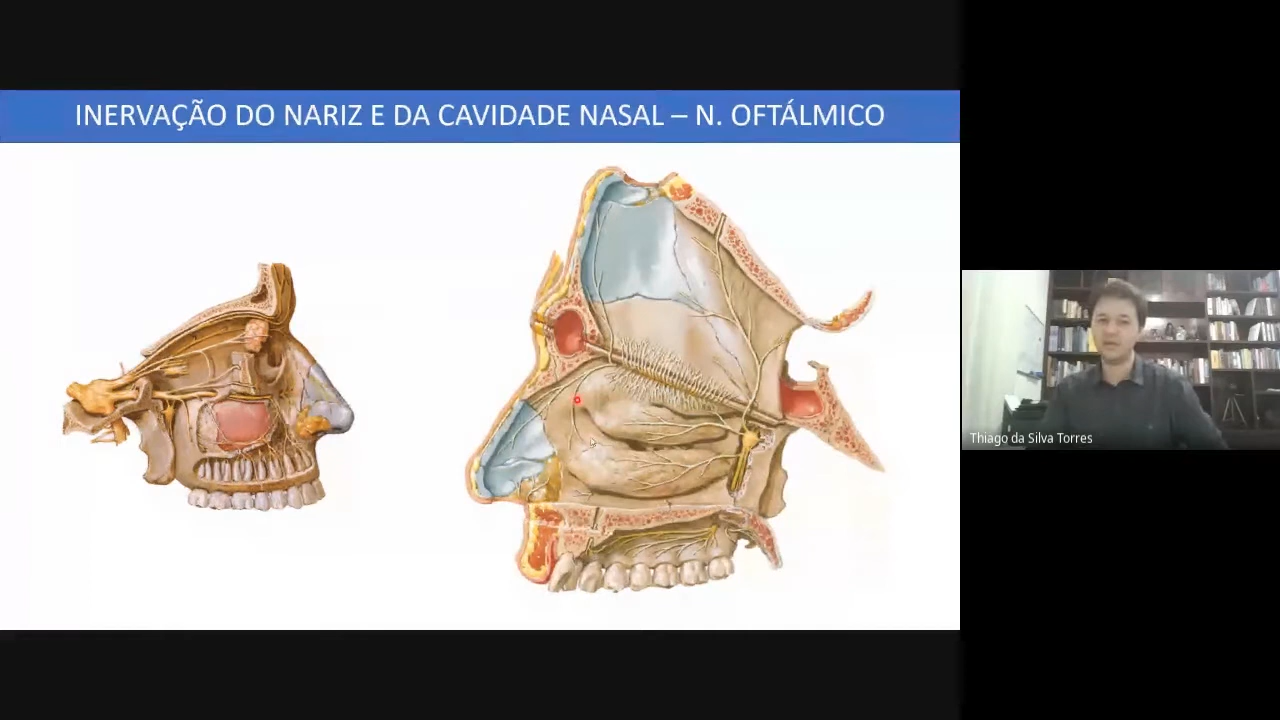 INERVAÇÃO DO NARIZ E DA CAVIDADE NASAL – N. OFTÁLMICO
Thiago da Silva Torres